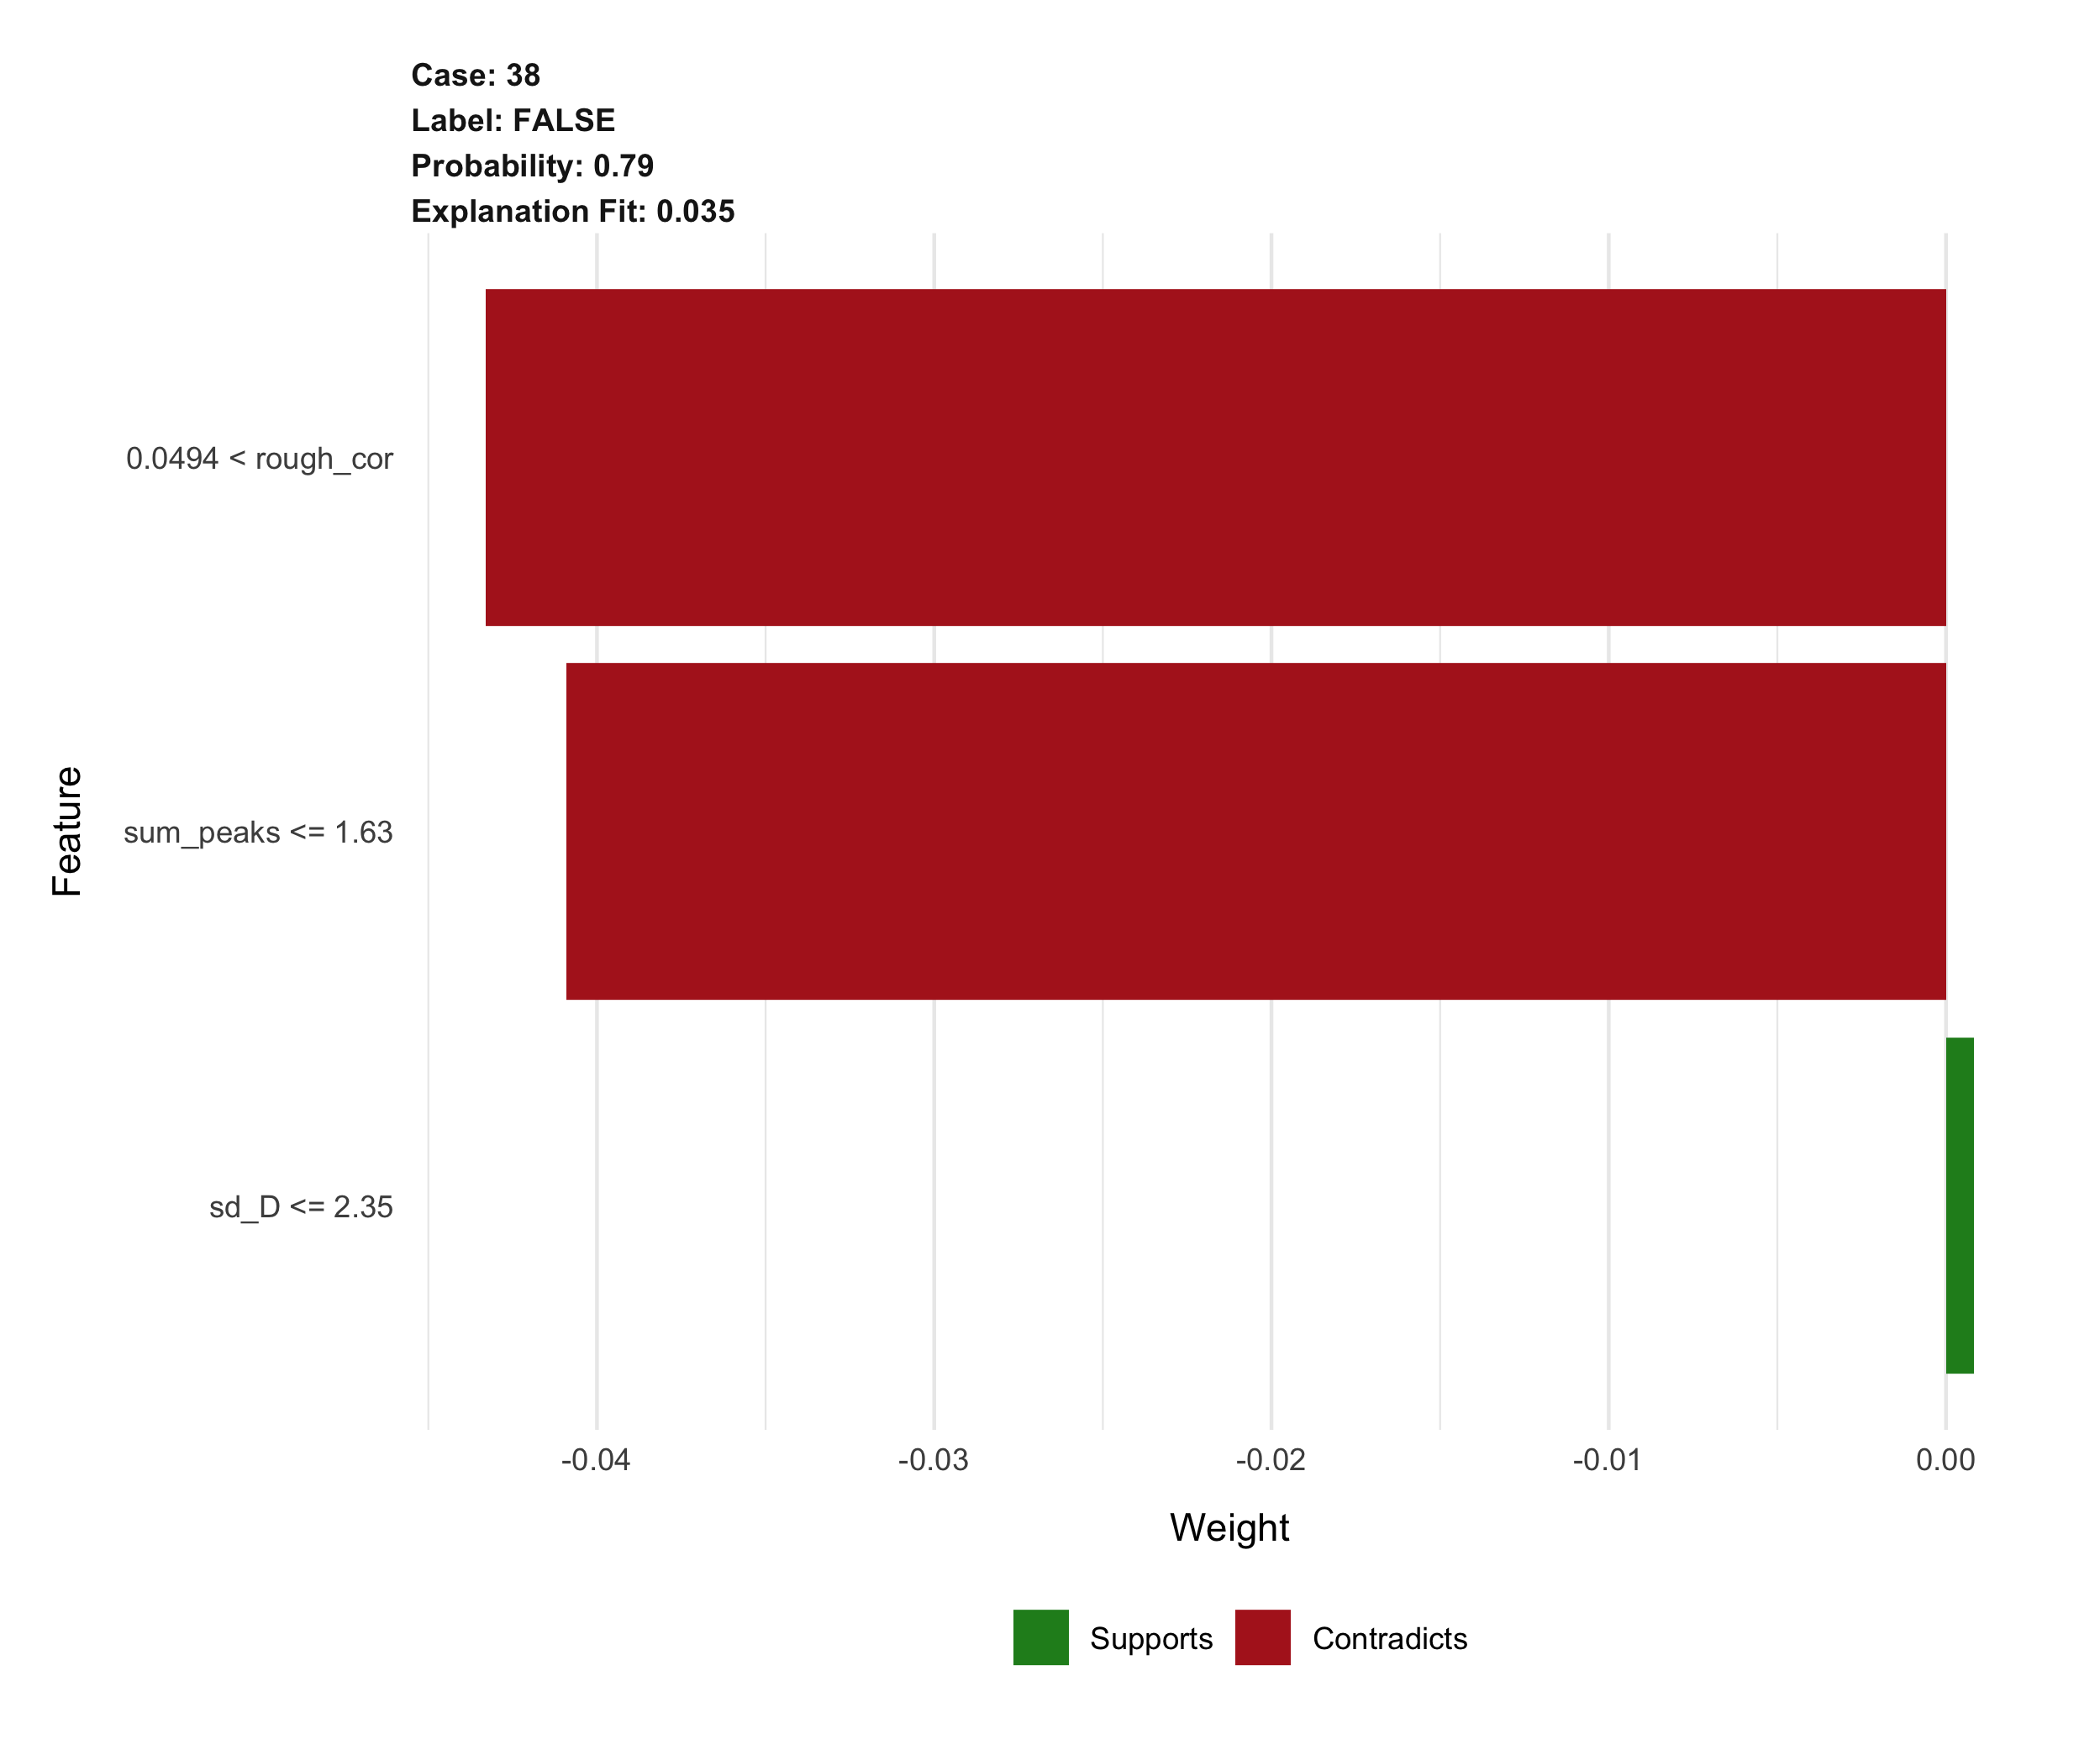 Case: 38
Label: FALSE
Probability: 0.79
Explanation Fit: 0.035
0.0494 < rough_cor
sum_peaks <= 1.63
sd_D <= 2.35
Feature
-0.04 -0.03 -0.02 -0.01 0.00
Weight
Supports Contradicts